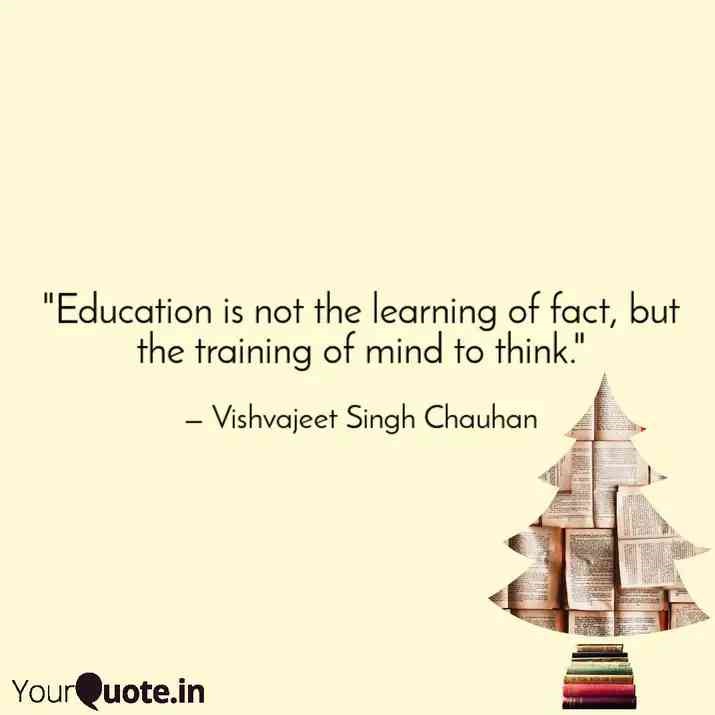 "Education is not the learning of fact, but
the training of mind to think."
— Vishvajeet Singh Chauhan
YourQuote.in